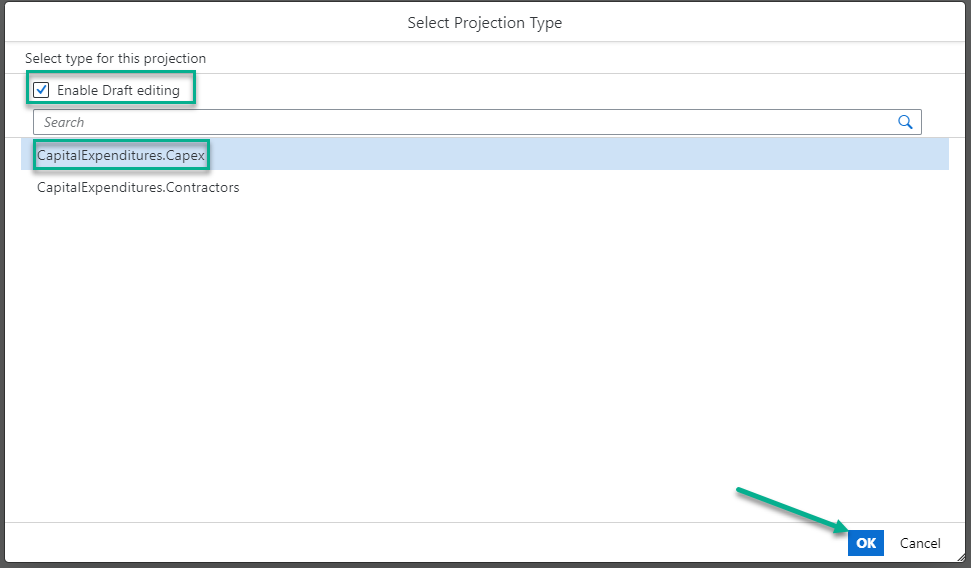 Select Projection Type
Select type for this projection
Enable Draft editing
Search
CapitalExpenditures.Capex
CapitalExpenditures.Contractors
OK Cancel